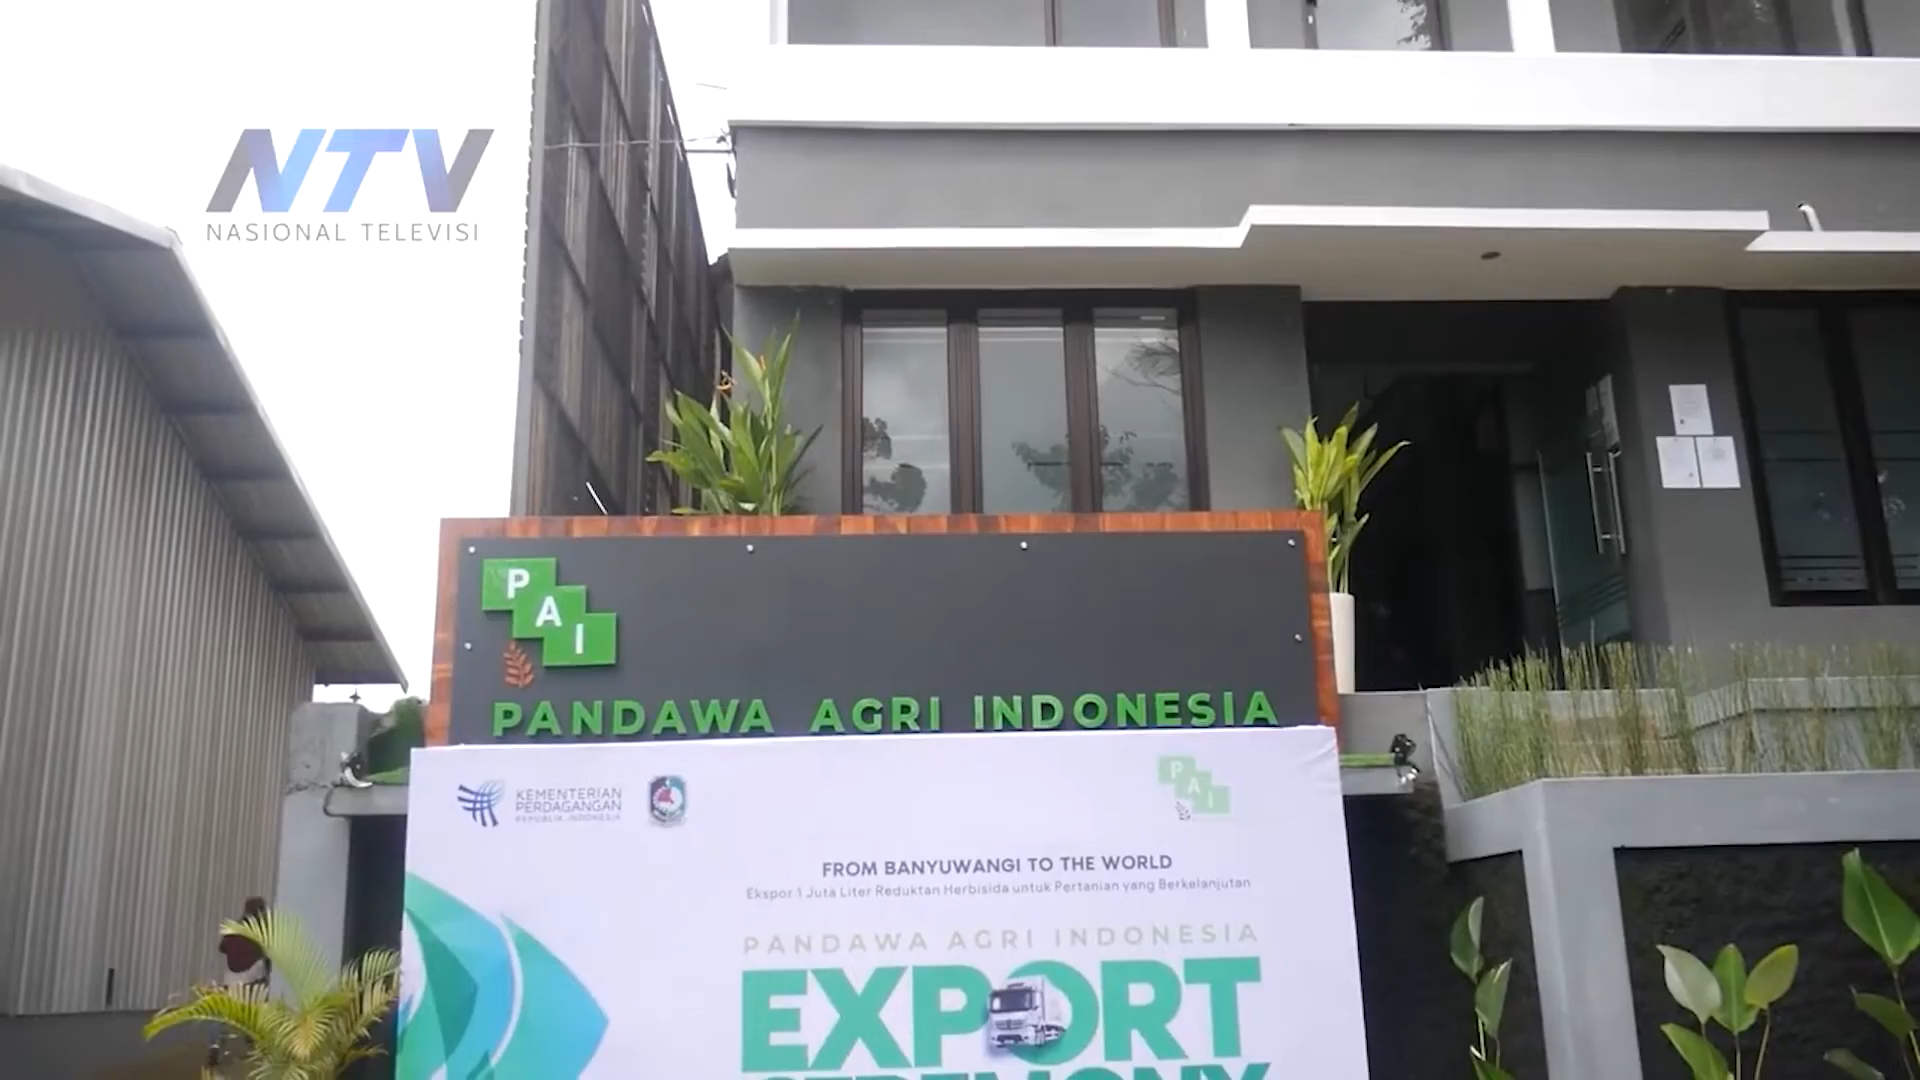 NTV
NASIONAL TELEVISI
P
A
I
PANDAWA AGRI INDONESIA
KEMENTERIAN
PERDAGANGAN
REPUBLIK INDONESIA
P
A
I
FROM BANYUWANGI TO THE WORLD
Ekspor 1 Juta Liter Reduktan Herbisida untuk Pertanian yang Berkelanjutan
PANDAWA AGRI INDONESIA
EXPORT
CEREMONY